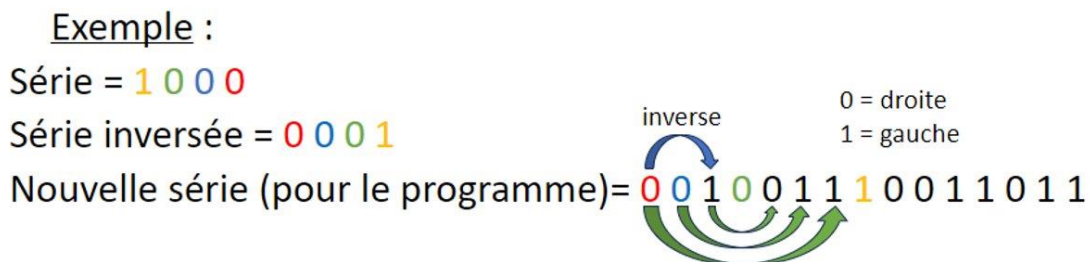 Exemple :
Série = 1 0 0 0
Série inversée = 0 0 0 1
inverse
0 = droite
1 = gauche
Nouvelle série (pour le programme)= 0 0 1 0 0 1 1 1 0 0 1 1 0 1 1